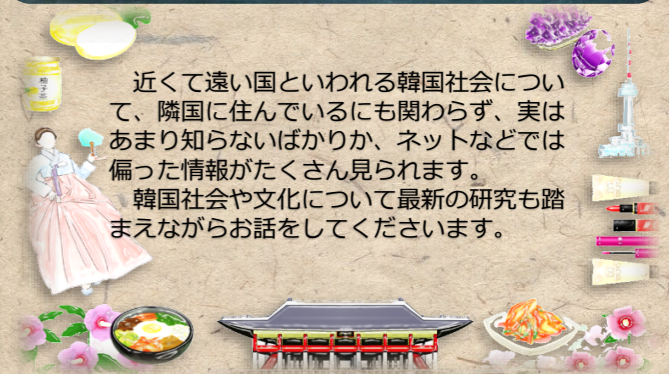 近くて遠い国といわれる韓国社会につい
て、隣国に住んでいるにも関わらず、実は
あまり知らないばかりか、ネットなどでは
偏った情報がたくさん見られます。
　韓国社会や文化について最新の研究も踏
まえながらお話をしてくださいます。
柚子茶